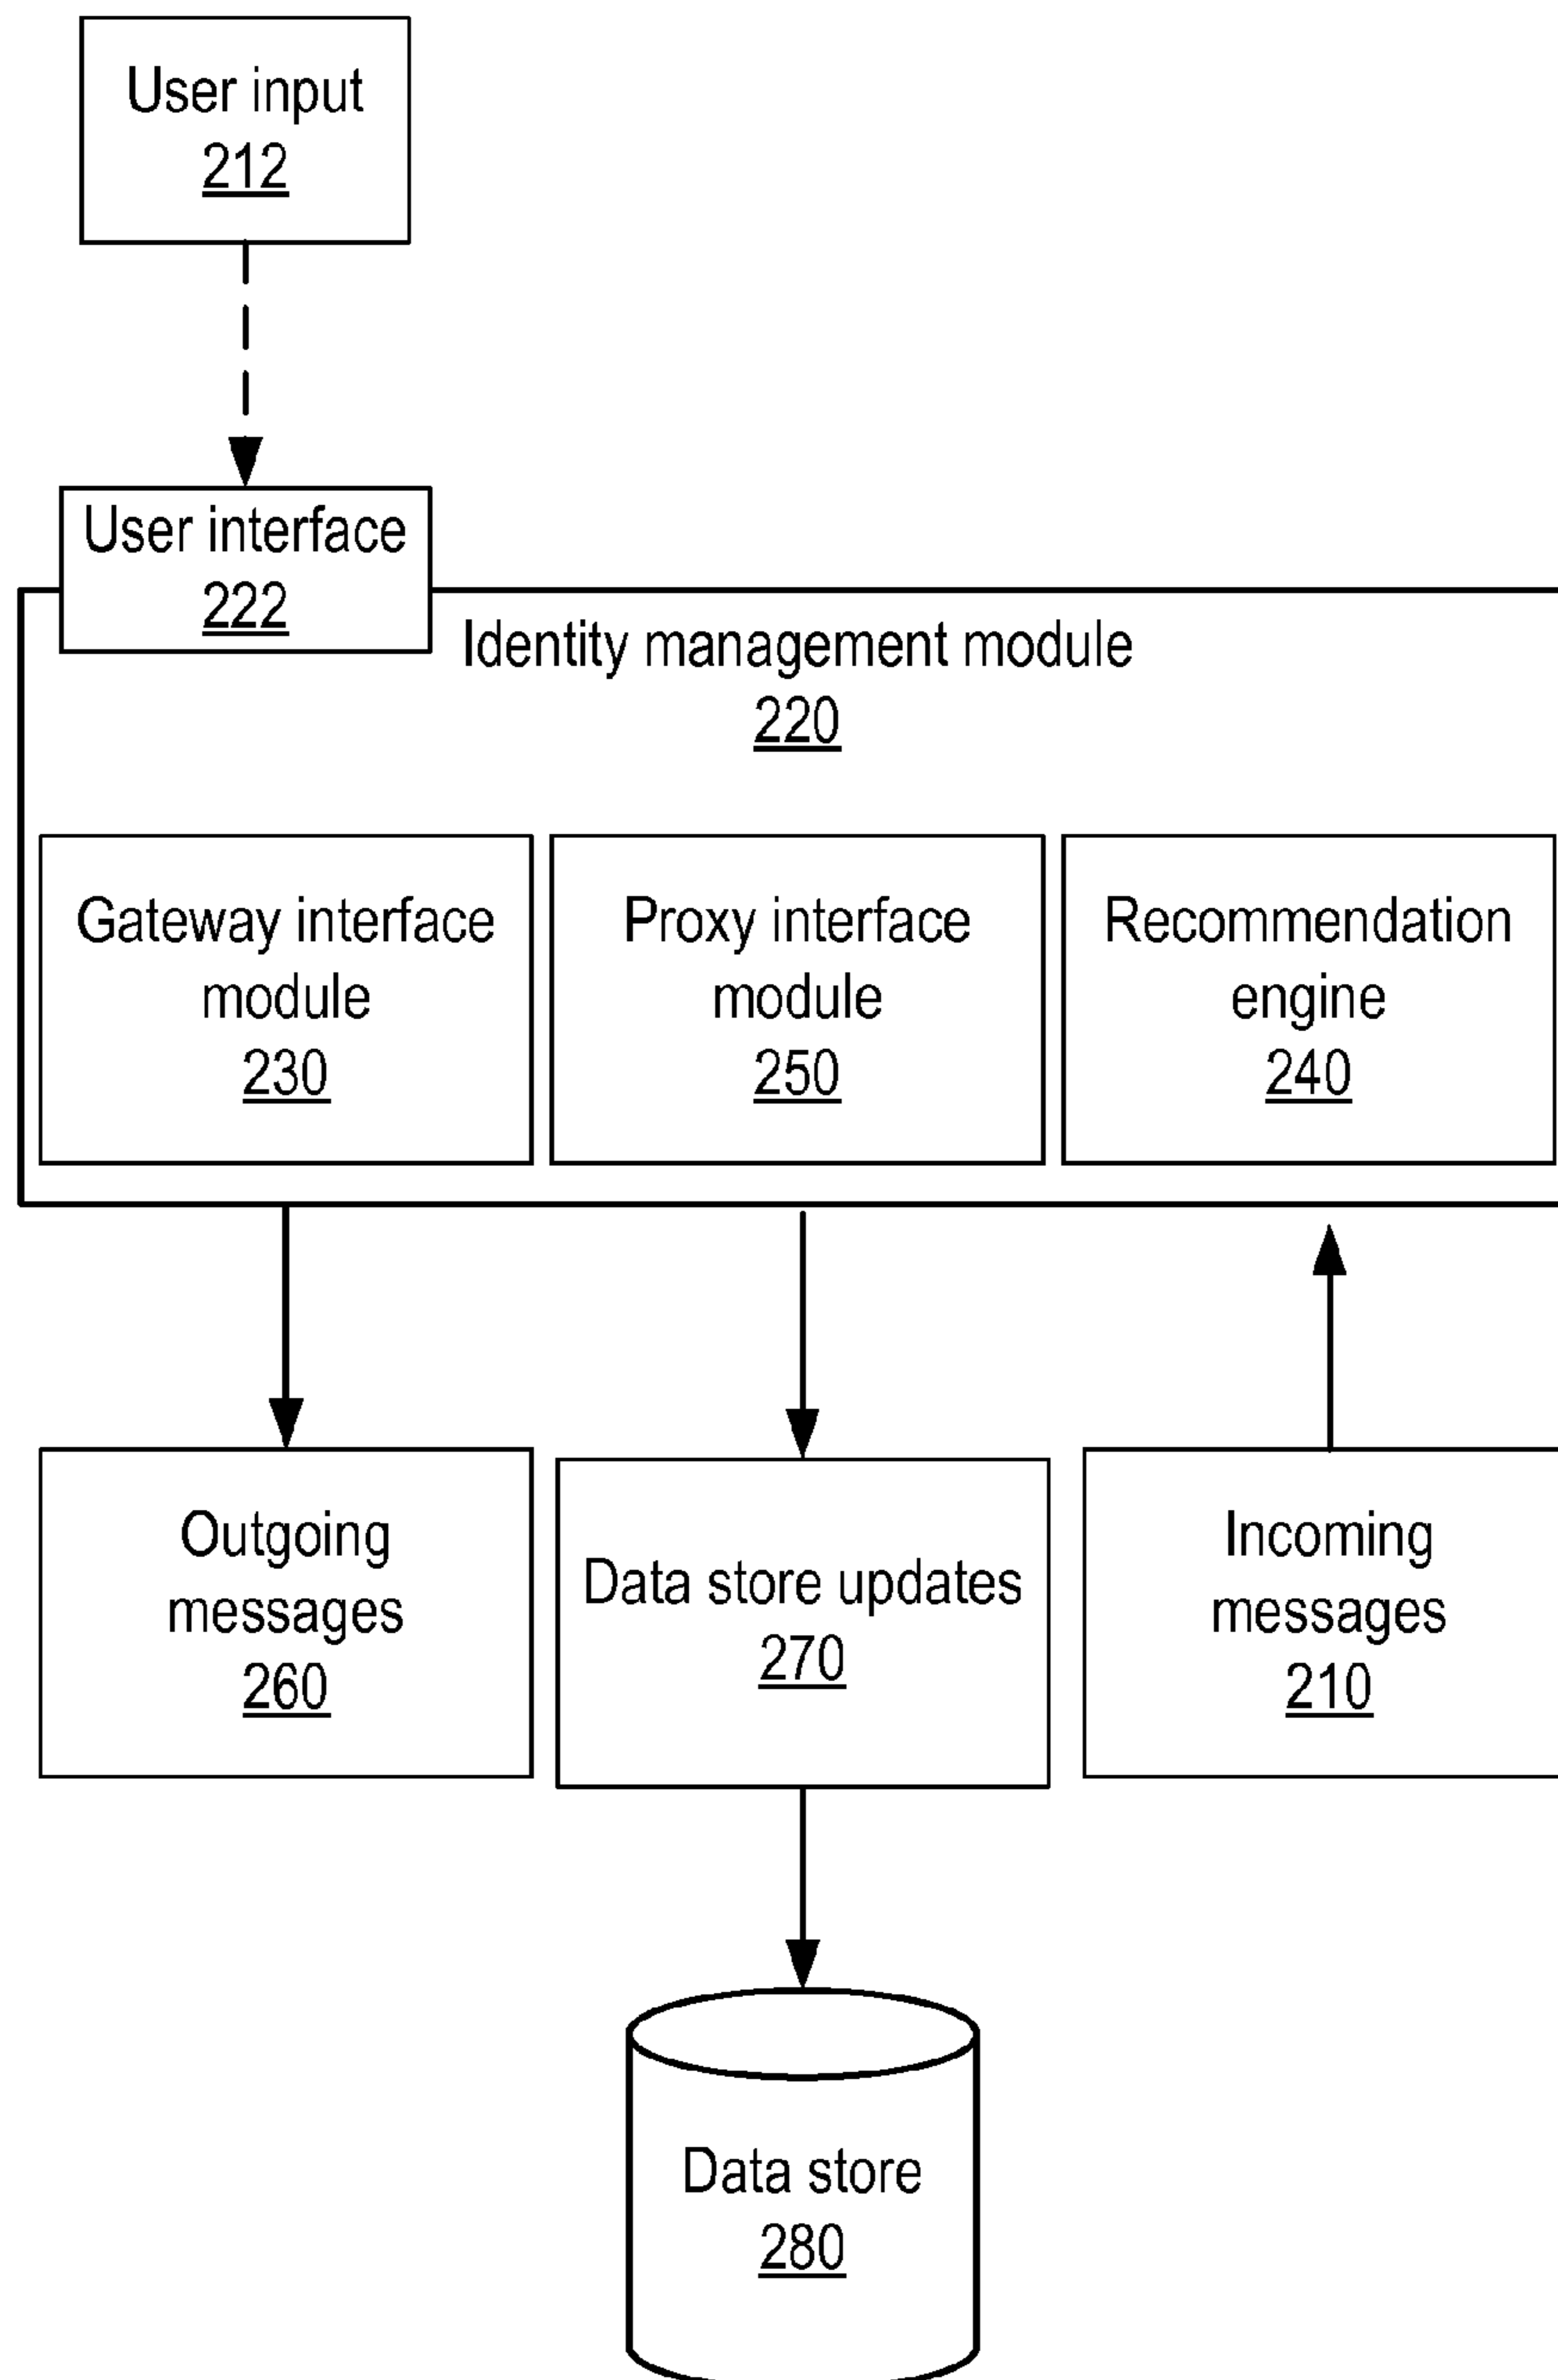 User input
212
User interface
222
Identity management module
220
Gateway interface
module
230
Proxy interface
module
250
Recommendation
engine
240
Outgoing
messages
260
Data store updates
270
Incoming
messages
210
Data store
280